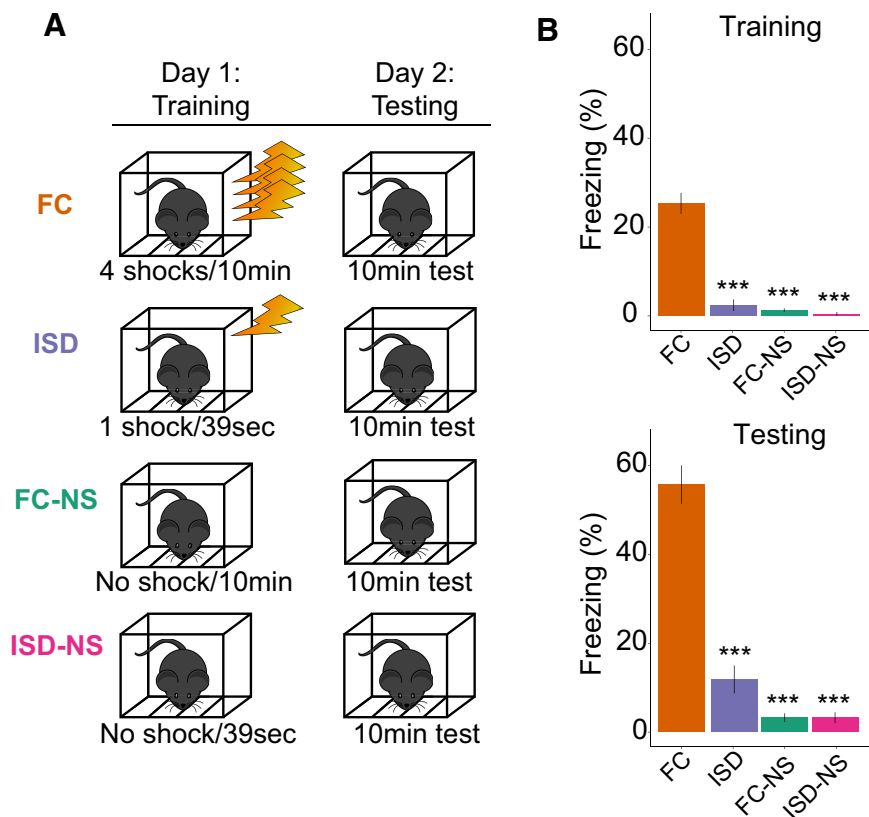 A
Day 1:
Training
Day 2:
Testing
FC
4 shocks/10min
10min test
ISD
1 shock/39sec
10min test
FC-NS
No shock/10min
10min test
ISD-NS
No shock/39sec
10min test
B
Training
Freezing (%)
60
40
20
0
***
***
***
FC
ISD
FC-NS
ISD-NS
Testing
Freezing (%)
60
40
20
0
***
***
***
FC
ISD
FC-NS
ISD-NS